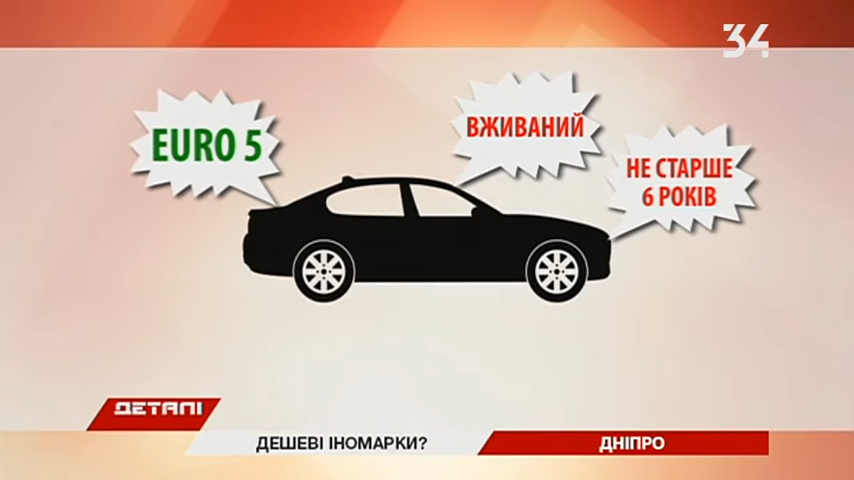 34
EURO 5
ВЖИВАНИЙ
НЕ СТАРШЕ
6 РОКІВ
ДЕТАЛІ
ДЕШЕВІ ІНОМАРКИ?
ДНІПРО